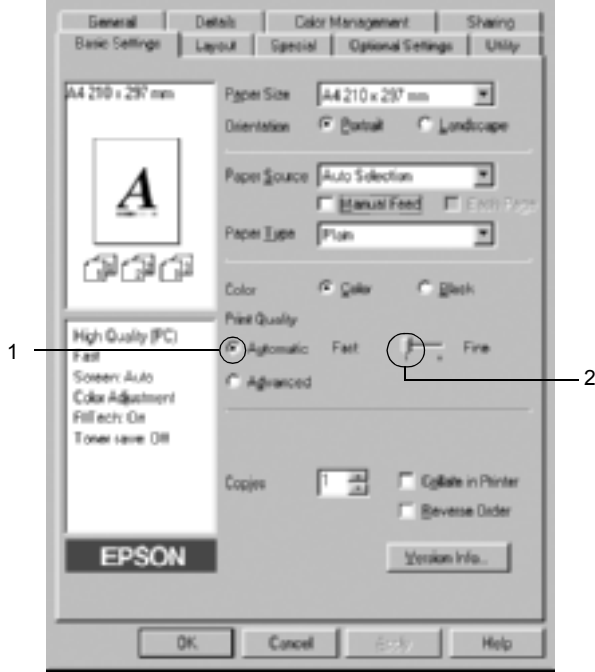 General Details Color Management Sharing
Basic Settings Layout Special Optional Settings Utility
A4 210 x 297 mm
Paper Size A4 210 x 297 mm
Orientation Portrait Landscape
A
Paper Source Auto Selection
Manual Feed Each Page
Paper Type Plain
Color Color Black
Print Quality
1 Automatic Fast Fine
2
Advanced
High Quality (PC)
Fast
Screen: Auto
Color Adjustment
RITech: On
Toner save: Off
Copies 1 Collate in Printer
Reverse Order
EPSON
Version Info...
OK Cancel Apply Help